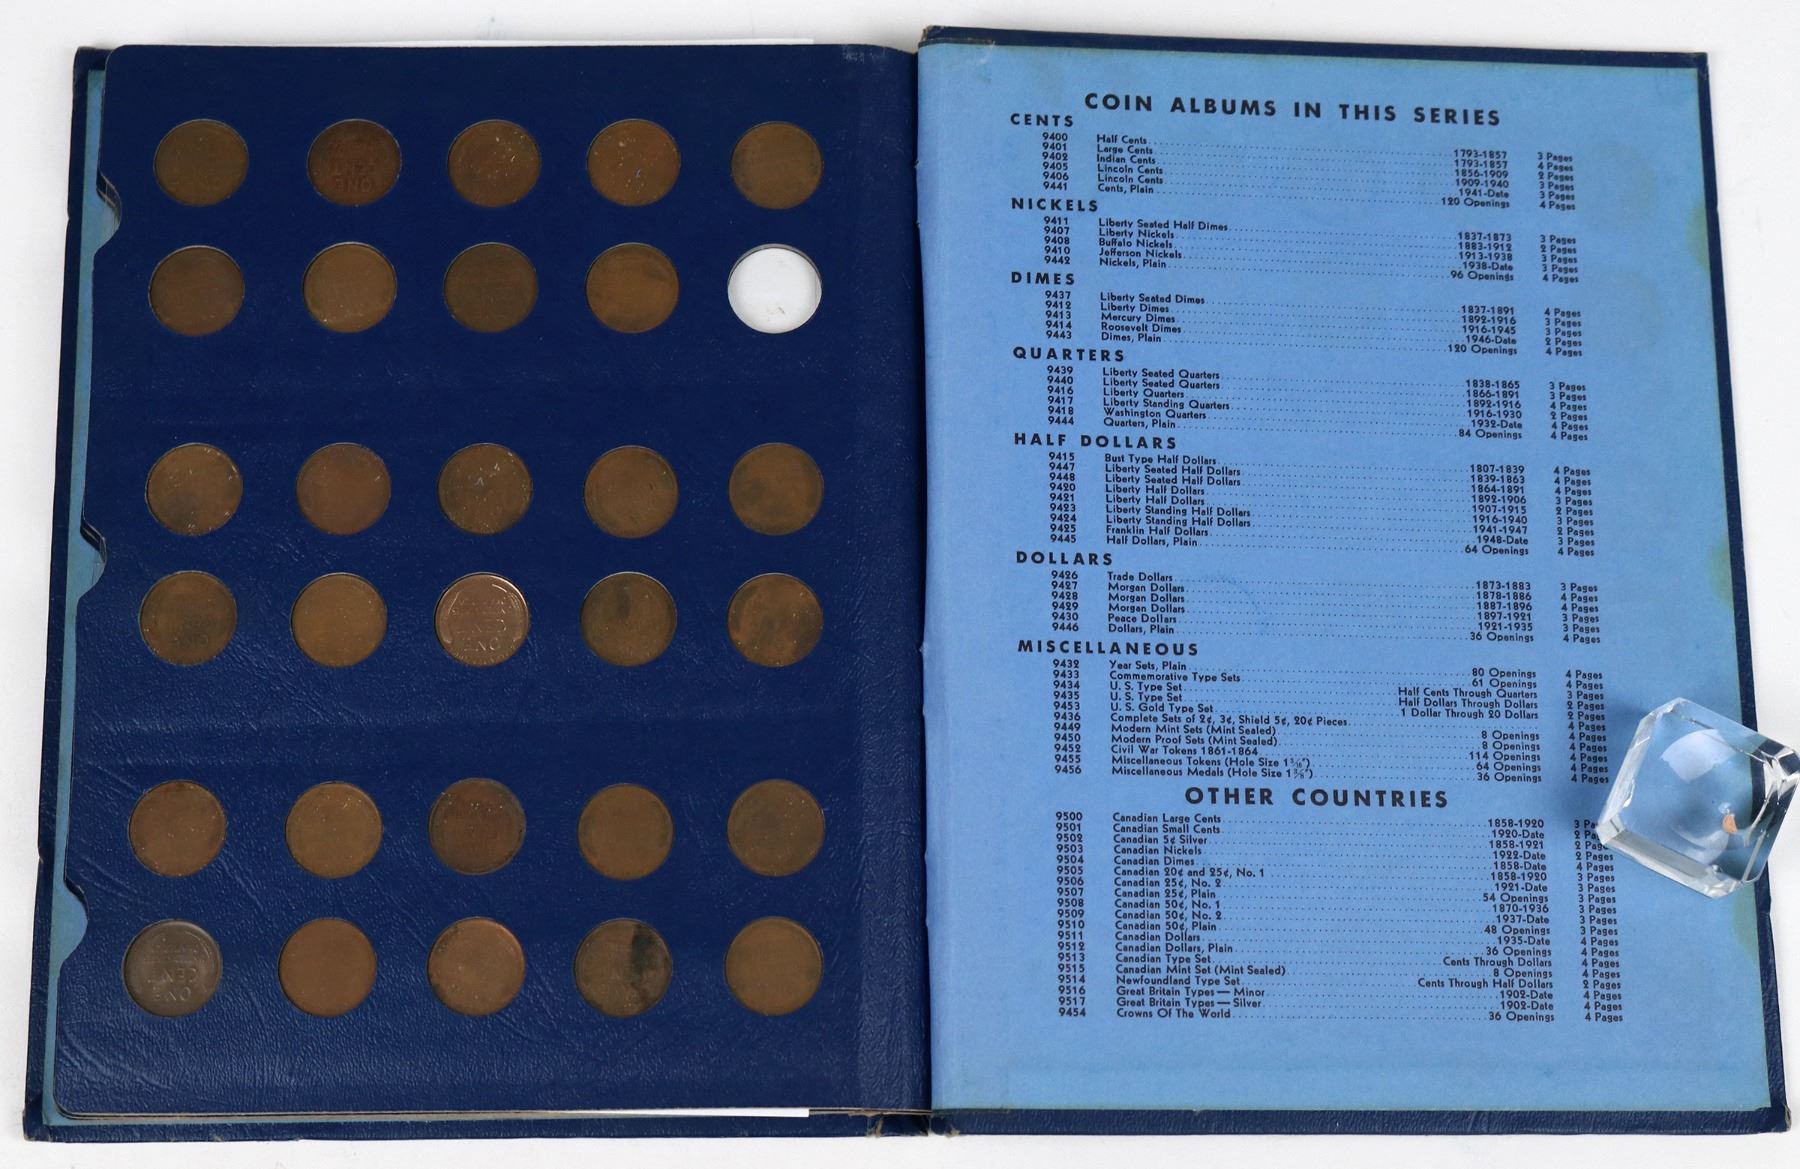 COIN ALBUMS IN THIS SERIES
CENTS
9400 Half Cents 1793-1857 3 Pages
9401 Large Cents 1793-1857 4 Pages
9402 Indian Cents 1856-1909 2 Pages
9405 Lincoln Cents 1909-1940 3 Pages
9406 Lincoln Cents 1941-Date 3 Pages
9441 Cents, Plain 120 Openings 4 Pages
NICKELS
9411 Liberty Seated Half Dimes 1837-1873 3 Pages
9407 Liberty Nickels 1883-1912 2 Pages
9408 Buffalo Nickels 1913-1938 3 Pages
9410 Jefferson Nickels 1938-Date 3 Pages
9442 Nickels, Plain 96 Openings 4 Pages
DIMES
9437 Liberty Seated Dimes 1837-1891 4 Pages
9412 Liberty Dimes 1892-1916 3 Pages
9413 Mercury Dimes 1916-1945 3 Pages
9414 Roosevelt Dimes 1946-Date 2 Pages
9443 Dimes, Plain 120 Openings 4 Pages
QUARTERS
9439 Liberty Seated Quarters 1838-1865 3 Pages
9440 Liberty Seated Quarters 1866-1891 3 Pages
9416 Liberty Quarters 1892-1916 4 Pages
9417 Liberty Standing Quarters 1916-1930 2 Pages
9418 Washington Quarters 1932-Date 4 Pages
9444 Quarters, Plain 84 Openings 4 Pages
HALF DOLLARS
9415 Bust Type Half Dollars 1807-1839 4 Pages
9447 Liberty Seated Half Dollars 1839-1863 4 Pages
9448 Liberty Seated Half Dollars 1864-1891 4 Pages
9420 Liberty Half Dollars 1892-1906 3 Pages
9421 Liberty Half Dollars 1907-1915 2 Pages
9423 Liberty Standing Half Dollars 1916-1940 3 Pages
9424 Liberty Standing Half Dollars 1941-1947 2 Pages
9425 Franklin Half Dollars 1948-Date 3 Pages
9445 Half Dollars, Plain 64 Openings 4 Pages
DOLLARS
9426 Trade Dollars 1873-1883 3 Pages
9427 Morgan Dollars 1878-1886 4 Pages
9428 Morgan Dollars 1887-1896 4 Pages
9429 Morgan Dollars 1897-1921 3 Pages
9430 Peace Dollars 1921-1935 3 Pages
9446 Dollars, Plain 36 Openings 4 Pages
MISCELLANEOUS
9432 Year Sets, Plain 80 Openings 4 Pages
9433 Commemorative Type Sets 61 Openings 4 Pages
9434 U. S. Type Set Half Cents Through Quarters 3 Pages
9435 U. S. Type Set Half Dollars Through Dollars 2 Pages
9453 U. S. Gold Type Set 1 Dollar Through 20 Dollars 2 Pages
9436 Complete Sets of 2¢, 3¢, Shield 5¢, 20¢ Pieces 4 Pages
9449 Modern Mint Sets (Mint Sealed) 8 Openings 4 Pages
9450 Modern Proof Sets (Mint Sealed) 8 Openings 4 Pages
9452 Civil War Tokens 1861-1864 114 Openings 4 Pages
9455 Miscellaneous Tokens (Hole Size 1 3/16") 64 Openings 4 Pages
9456 Miscellaneous Medals (Hole Size 1 3/8") 36 Openings 4 Pages
OTHER COUNTRIES
9500 Canadian Large Cents 1858-1920 3
9501 Canadian Small Cents 1920-Date 2
9502 Canadian 5¢ Silver 1858-1921 2 Pages
9503 Canadian Nickels 1922-Date 2 Pages
9504 Canadian Dimes 1858-Date 4 Pages
9505 Canadian 20¢ and 25¢, No. 1 1858-1920 3 Pages
9506 Canadian 25¢, No. 2 1921-Date 3 Pages
9507 Canadian 25¢, Plain 54 Openings 3 Pages
9508 Canadian 50¢, No. 1 1870-1936 3 Pages
9509 Canadian 50¢, No. 2 1937-Date 3 Pages
9510 Canadian 50¢, Plain 48 Openings 3 Pages
9511 Canadian Dollars 1935-Date 4 Pages
9512 Canadian Dollars, Plain 36 Openings 4 Pages
9513 Canadian Type Set Cents Through Dollars 4 Pages
9515 Canadian Mint Set (Mint Sealed) 8 Openings 4 Pages
9514 Newfoundland Type Set Cents Through Half Dollars 2 Pages
9516 Great Britain Types — Minor 1902-Date 4 Pages
9517 Great Britain Types — Silver 1902-Date 4 Pages
9454 Crowns Of The World 36 Openings 4 Pages
ONE
CENT
ONE
CENT
ONE
CENT